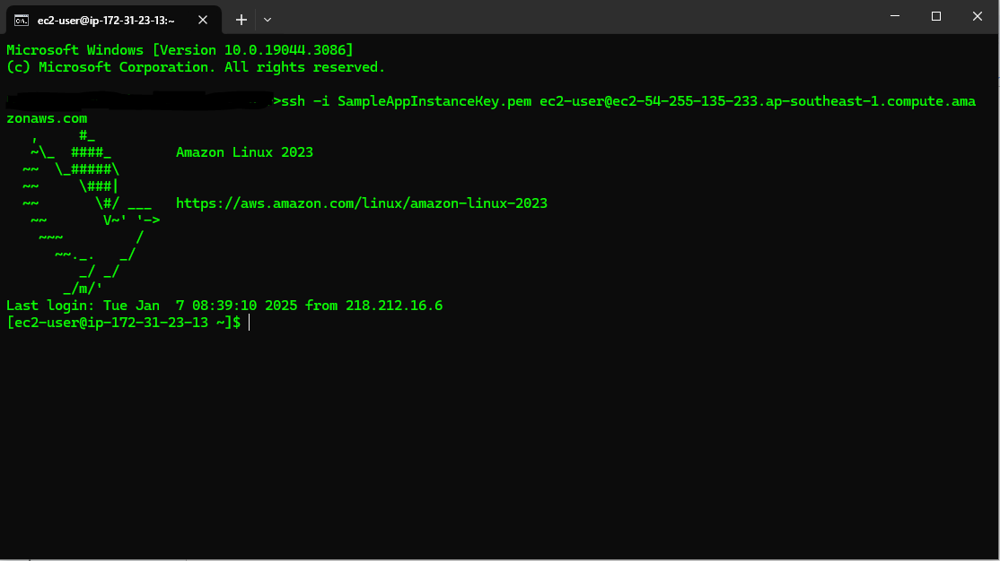 ec2-user@ip-172-31-23-13:~
Microsoft Windows [Version 10.0.19044.3086]
(c) Microsoft Corporation. All rights reserved.
>ssh -i SampleAppInstanceKey.pem ec2-user@ec2-54-255-135-233.ap-southeast-1.compute.ama
zonaws.com
   ,     #_
   ~\_  ####_        Amazon Linux 2023
  ~~  \_#####\
  ~~     \###|
  ~~       \#/ ___   https://aws.amazon.com/linux/amazon-linux-2023
   ~~       V~' '->
    ~~~         /
      ~~._.   _/
         _/ _/
       _/m/'
Last login: Tue Jan  7 08:39:10 2025 from 218.212.16.6
[ec2-user@ip-172-31-23-13 ~]$